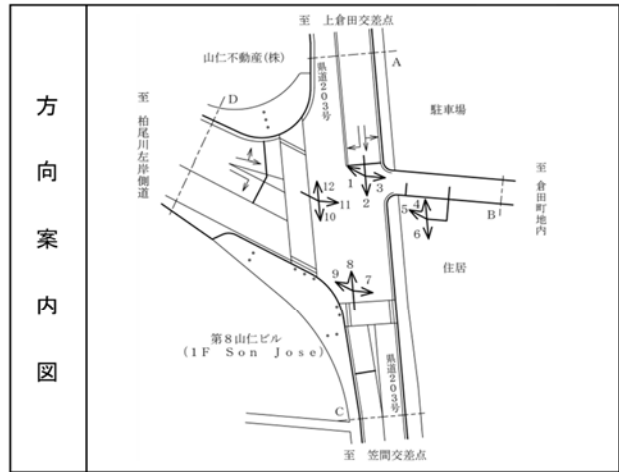 方向案内図
至 上倉田交差点
山仁不動産(株)
県道203号
A
D
駐車場
至 柏尾川左岸側道
至 倉田町地内
1
3
2
12
11
10
5
4
6
B
住居
8
9
7
第8山仁ビル
(1F Son Jose)
県道203号
C
至 笠間交差点